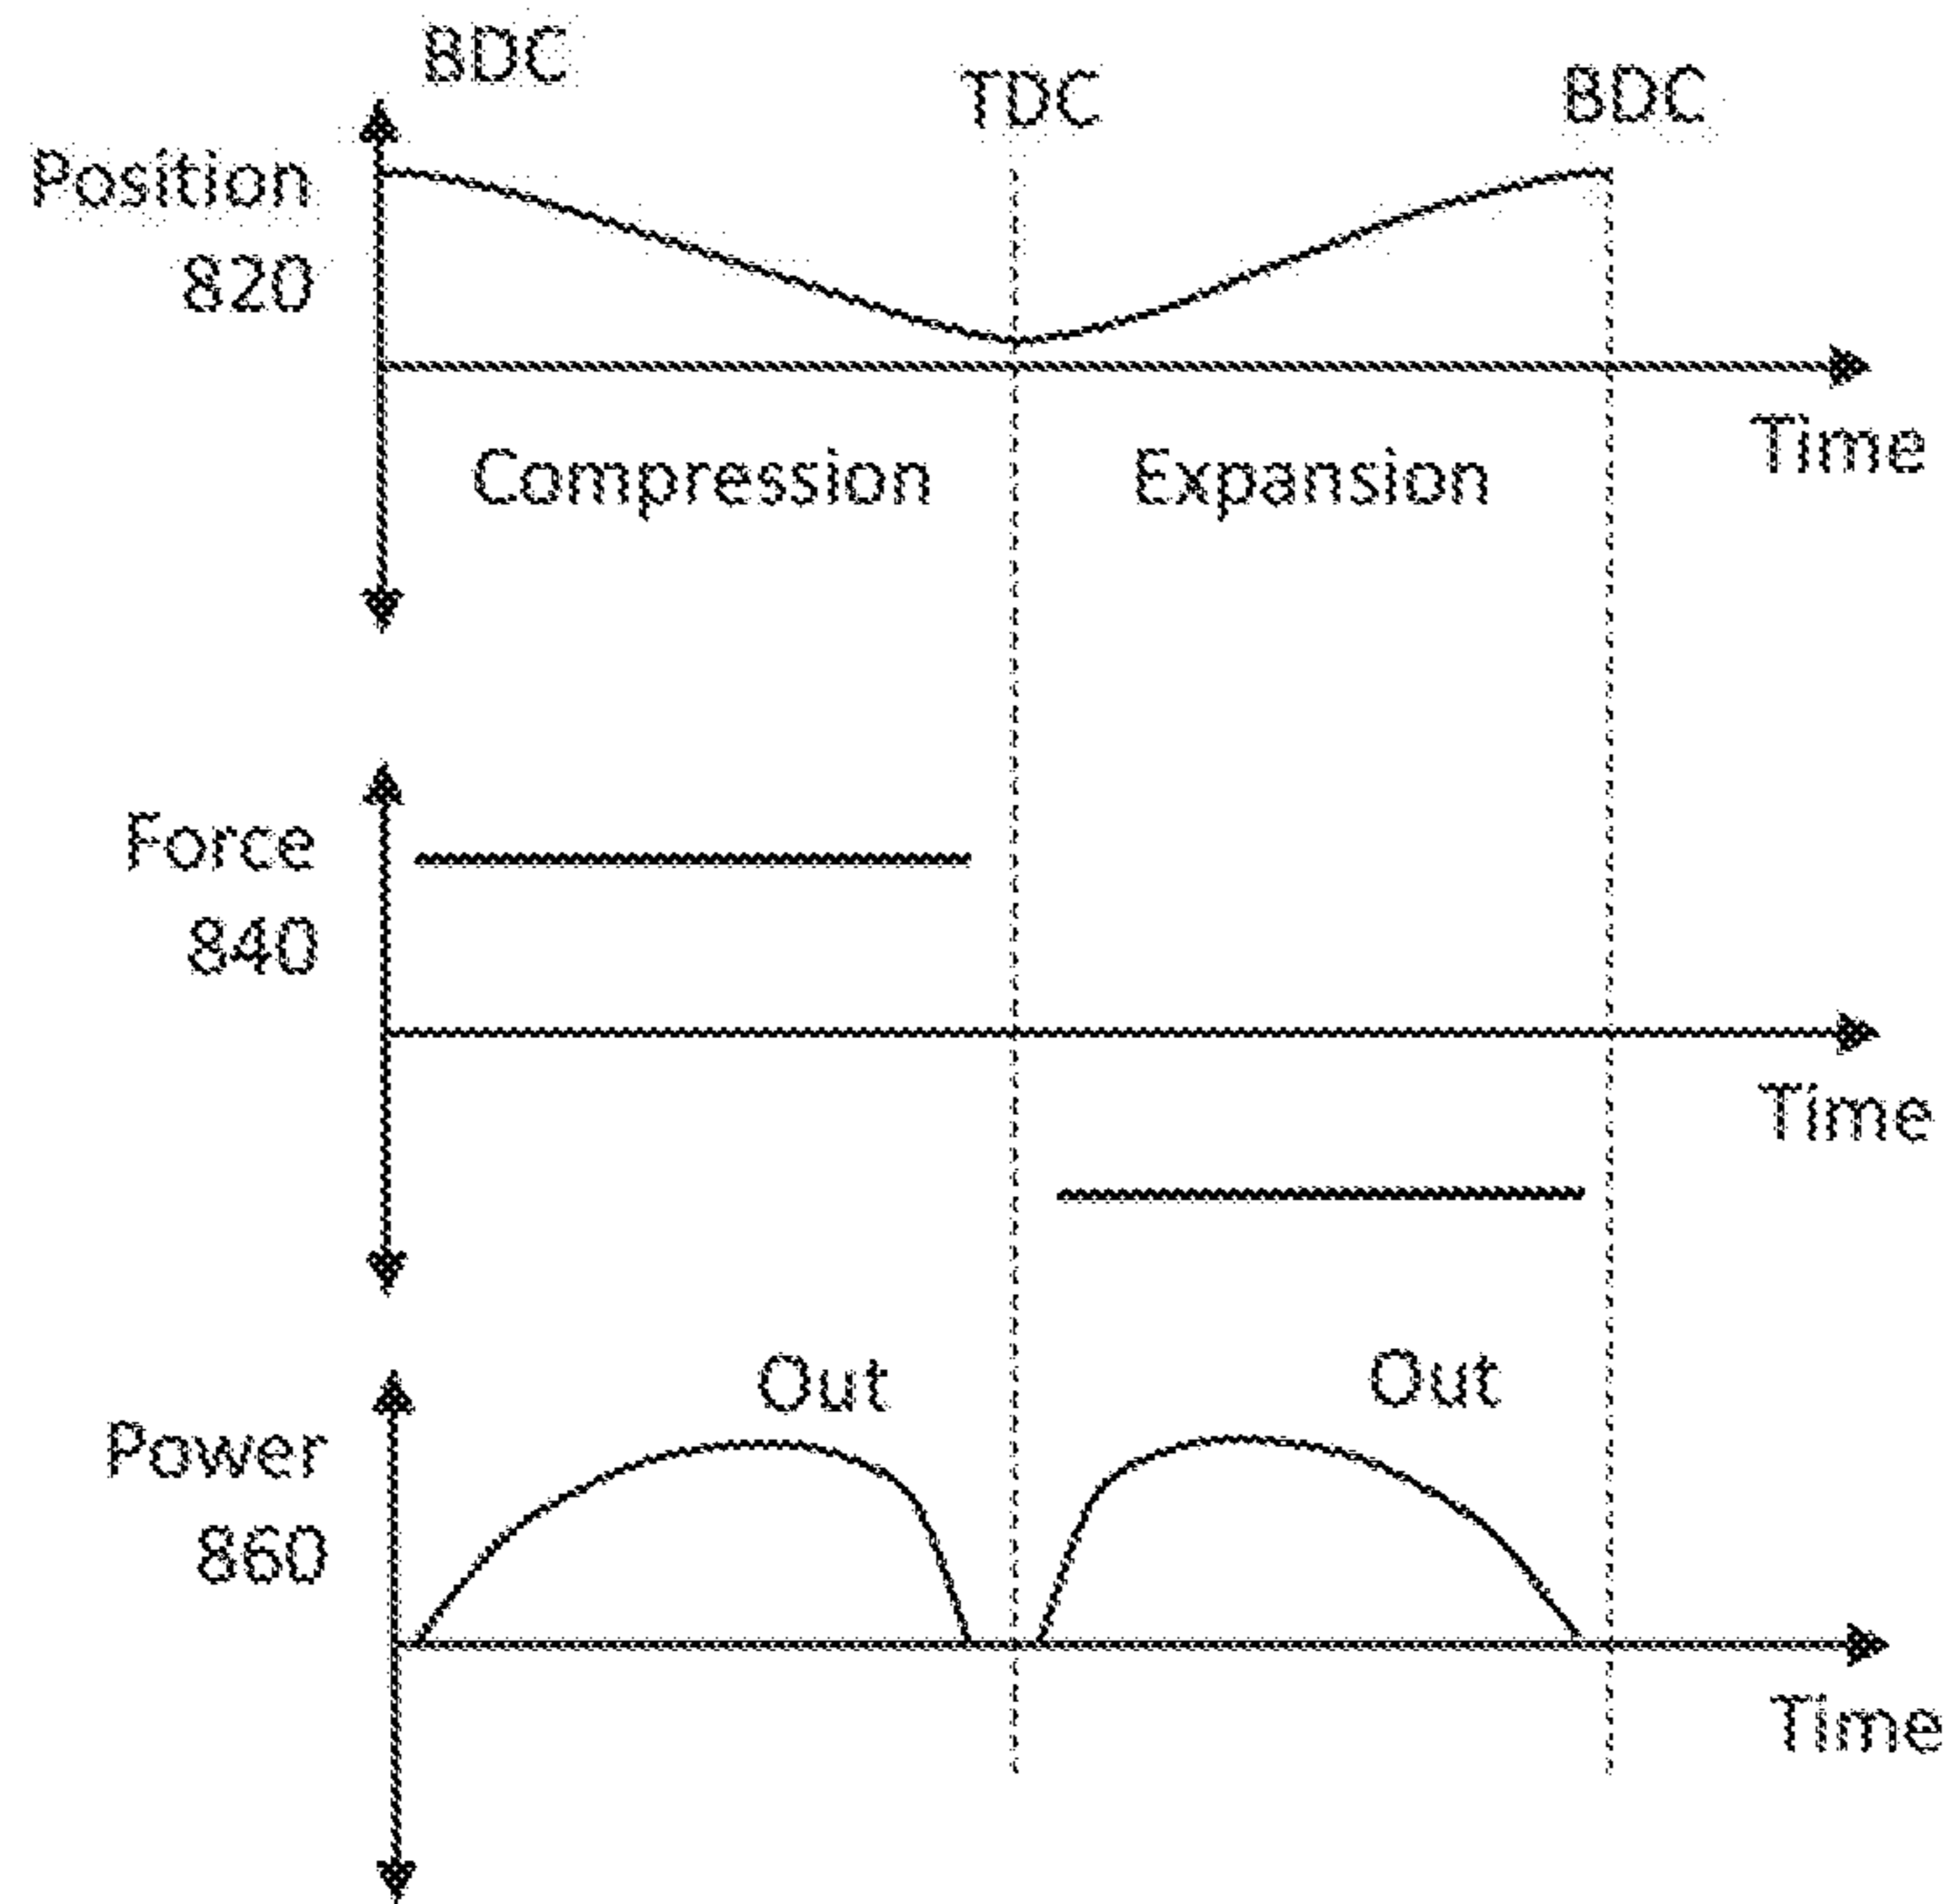 BDC
TDC
BDC
Position
820
Time
Compression
Expansion
Force
840
Time
Out
Out
Power
860
Time